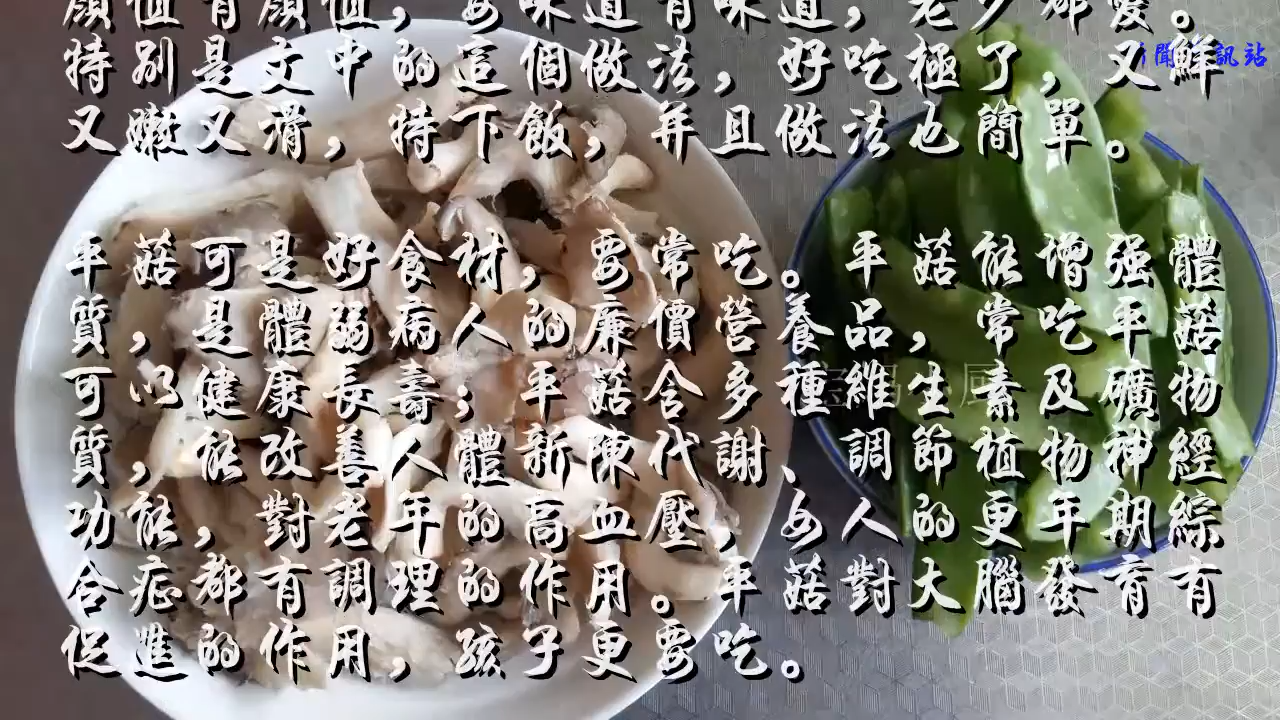 顏值有顏值，要味道有味道，老少都愛。
特別是文中的這個做法，好吃極了，又鮮
又嫩又滑，特下飯；并且做法也簡單。
平菇可是好食材，要常吃。平菇能增强體
質，是體弱病人的廉價營養品，常吃平菇
可以健康長壽；平菇含多種維生素及礦物
質，能改善人體新陳代謝、調節植物神經
功能，對老年的高血壓，女人的更年期綜
合症都有調理的作用。平菇對大腦發育有
促進的作用，孩子更要吃。
聞 訊站